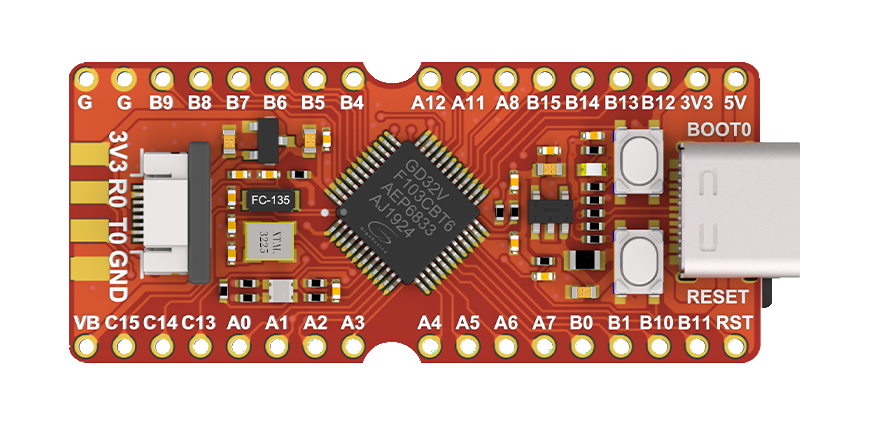 G G B9 B8 B7 B6 B5 B4 A12 A11 A8 B15 B14 B13 B12 3V3 5V
BOOT0
3V3 R0 T0 GND
FC-135
XTAL
3225
GD32V
F103CBT6
AEP6833
AJ1924
RESET
VB C15 C14 C13 A0 A1 A2 A3 A4 A5 A6 A7 B0 B1 B10 B11 RST